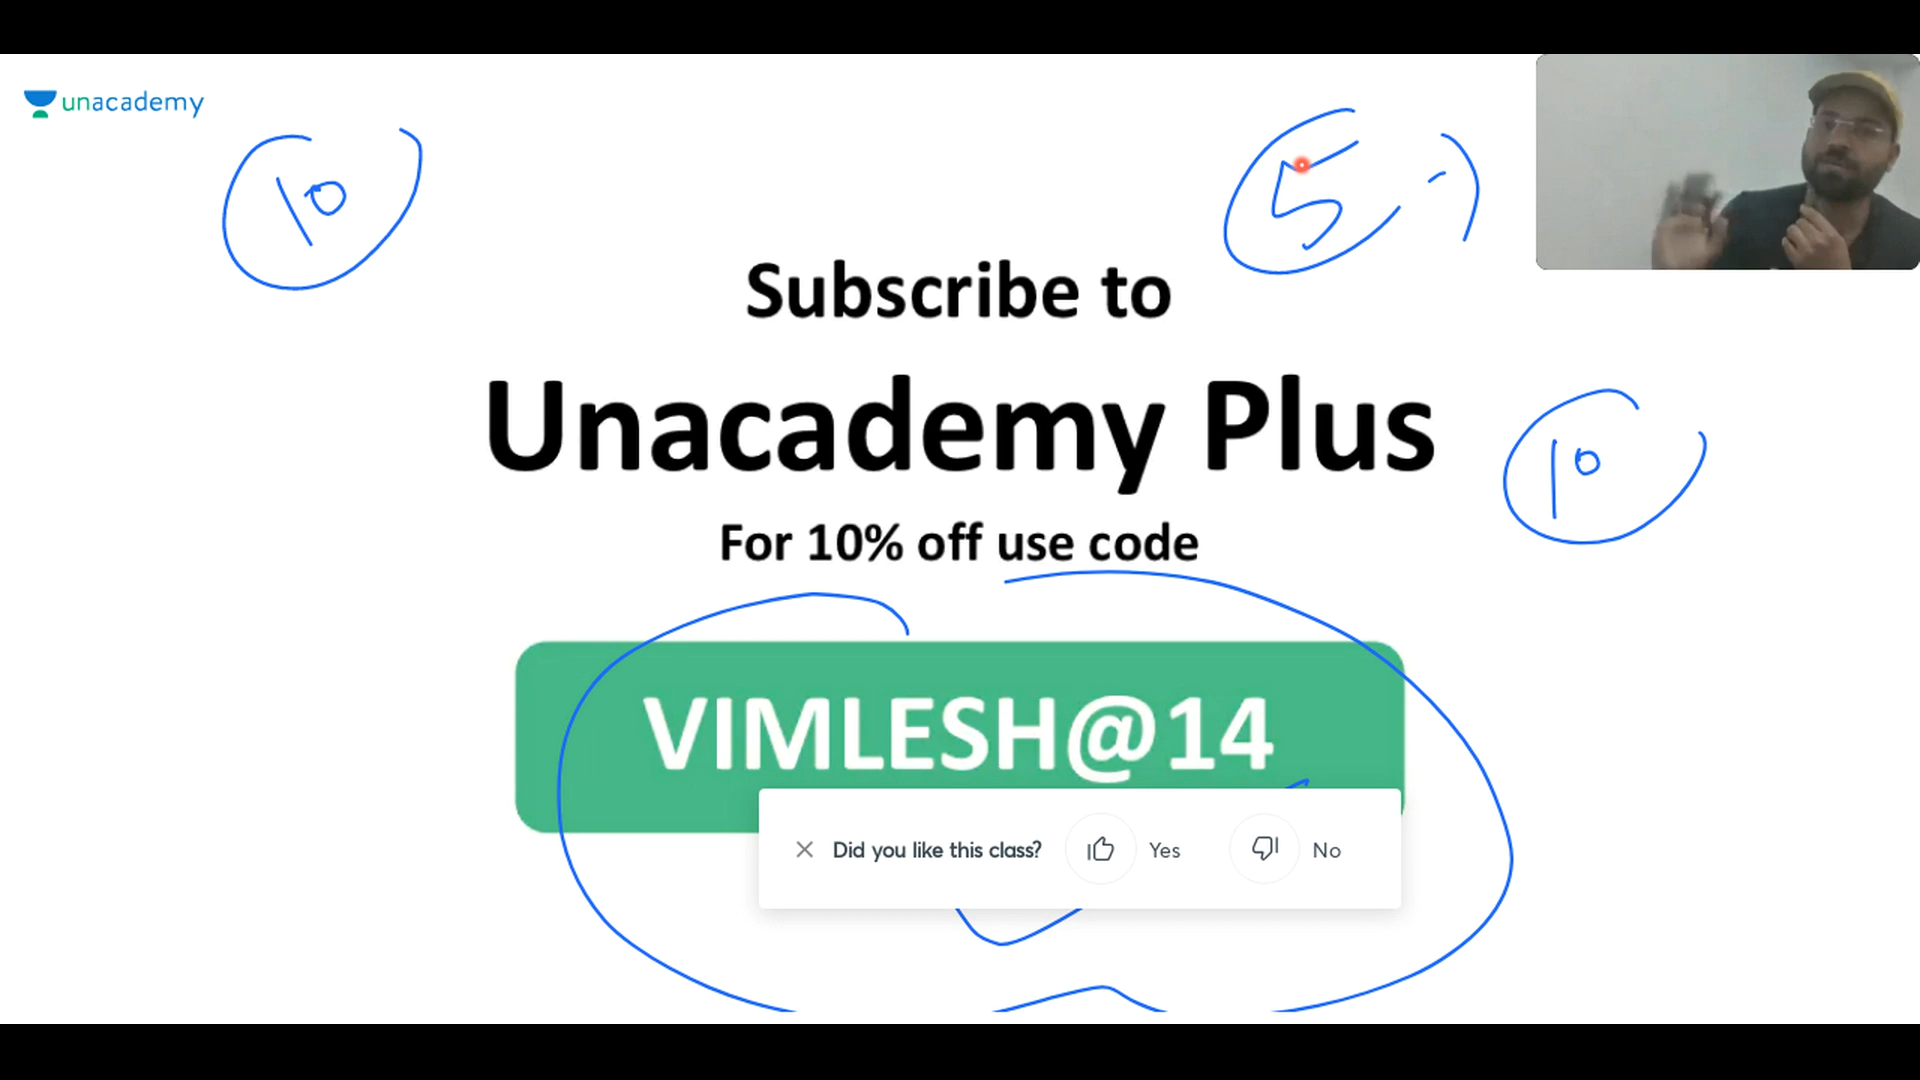 unacademy
10
5 :)
Subscribe to
Unacademy Plus
10
For 10% off use code
VIMLESH@14
Did you like this class? Yes No